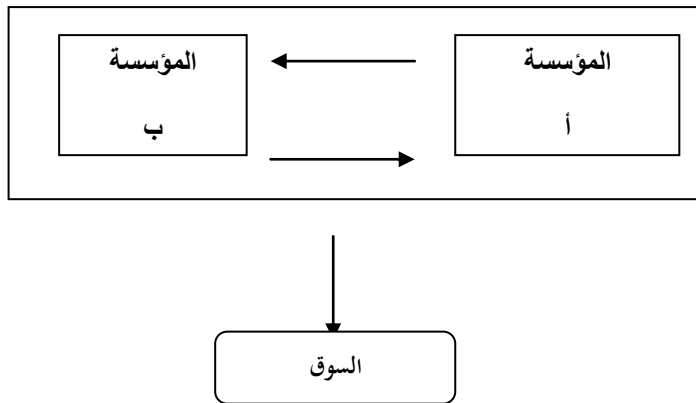 المؤسسة
أ
المؤسسة
ب
السوق